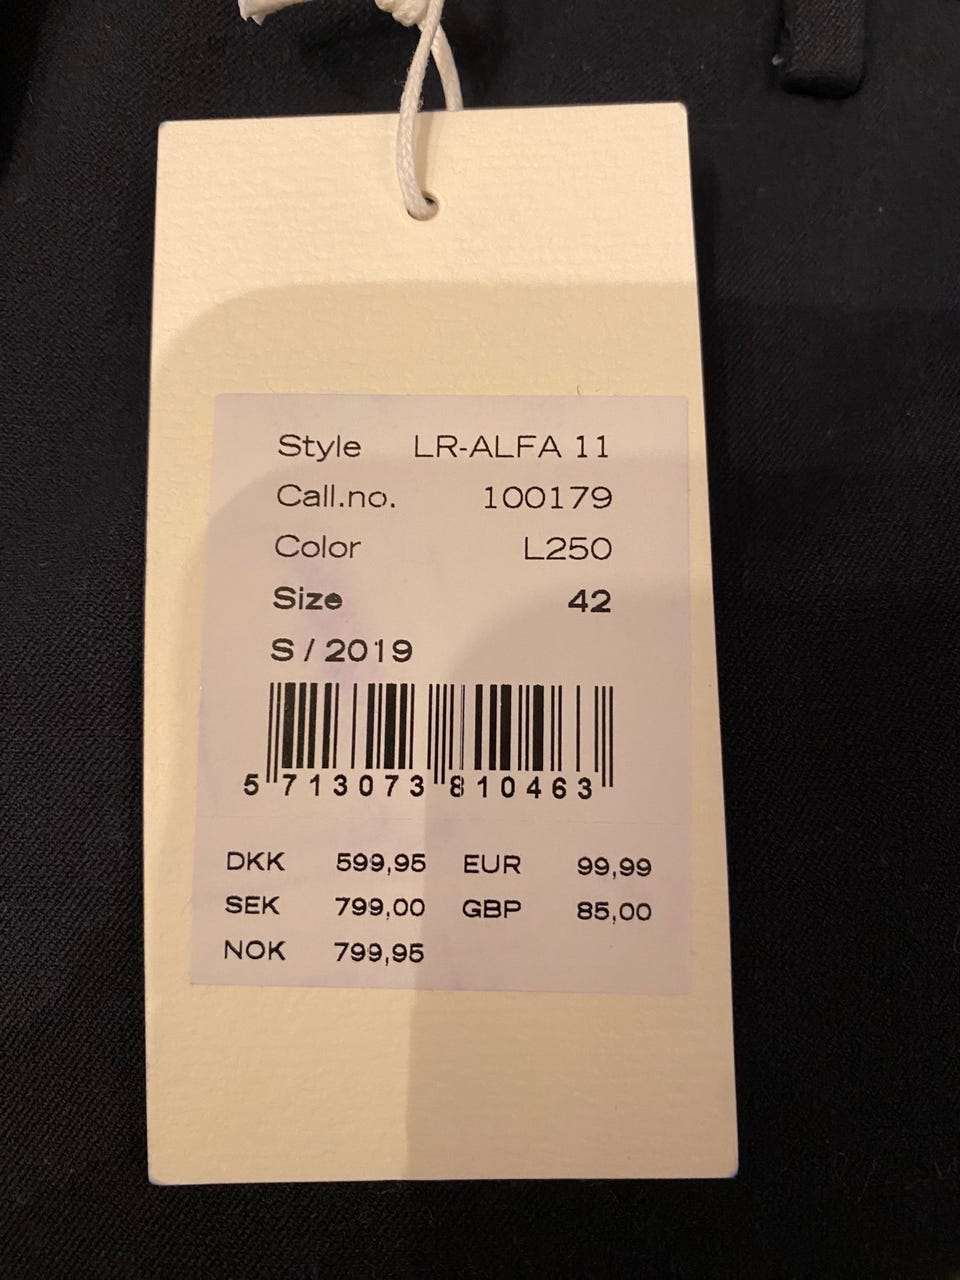 Style LR-ALFA 11
Call.no. 100179
Color L250
Size 42
S / 2019
5 713073 810463
DKK 599,95 EUR 99,99
SEK 799,00 GBP 85,00
NOK 799,95